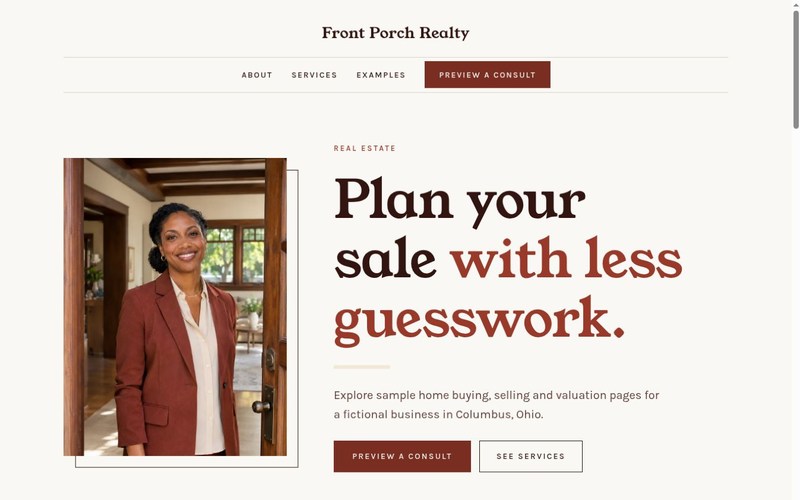 Front Porch Realty
ABOUT SERVICES EXAMPLES PREVIEW A CONSULT
REAL ESTATE
Plan your
sale with less
guesswork.
Explore sample home buying, selling and valuation pages for
a fictional business in Columbus, Ohio.
PREVIEW A CONSULT SEE SERVICES